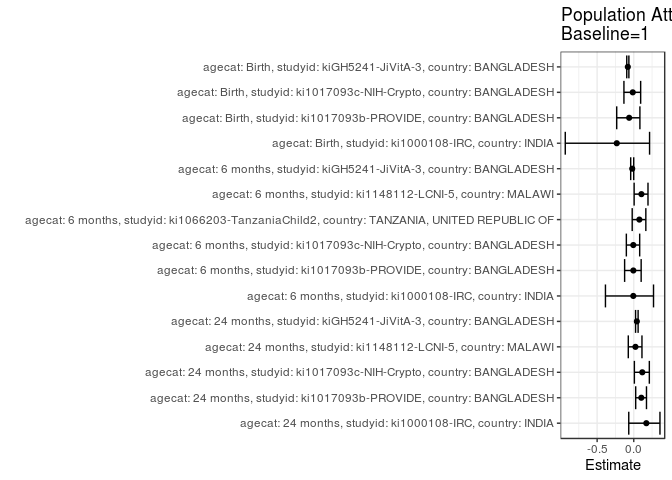 Population Att
Baseline=1
agecat: Birth, studyid: kiGH5241-JiVitA-3, country: BANGLADESH
agecat: Birth, studyid: ki1017093c-NIH-Crypto, country: BANGLADESH
agecat: Birth, studyid: ki1017093b-PROVIDE, country: BANGLADESH
agecat: Birth, studyid: ki1000108-IRC, country: INDIA
agecat: 6 months, studyid: kiGH5241-JiVitA-3, country: BANGLADESH
agecat: 6 months, studyid: ki1148112-LCNI-5, country: MALAWI
agecat: 6 months, studyid: ki1066203-TanzaniaChild2, country: TANZANIA, UNITED REPUBLIC OF
agecat: 6 months, studyid: ki1017093c-NIH-Crypto, country: BANGLADESH
agecat: 6 months, studyid: ki1017093b-PROVIDE, country: BANGLADESH
agecat: 6 months, studyid: ki1000108-IRC, country: INDIA
agecat: 24 months, studyid: kiGH5241-JiVitA-3, country: BANGLADESH
agecat: 24 months, studyid: ki1148112-LCNI-5, country: MALAWI
agecat: 24 months, studyid: ki1017093c-NIH-Crypto, country: BANGLADESH
agecat: 24 months, studyid: ki1017093b-PROVIDE, country: BANGLADESH
agecat: 24 months, studyid: ki1000108-IRC, country: INDIA
-0.5 0.0
Estimate